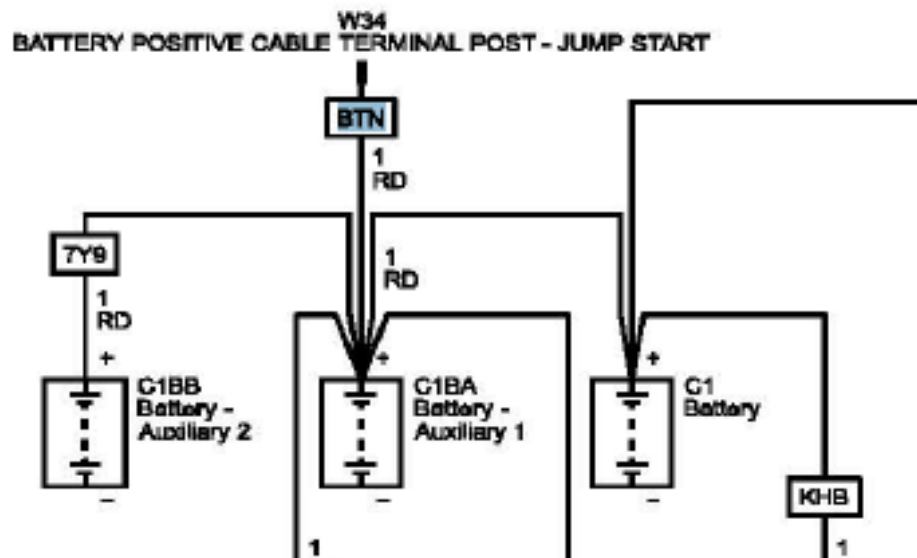 W34
BATTERY POSITIVE CABLE TERMINAL POST - JUMP START
BTN
1
RD
7Y9
1
RD
1
RD
+
C1BB
Battery -
Auxiliary 2
-
+
C1BA
Battery -
Auxiliary 1
-
+
C1
Battery
-
KHB
1
1